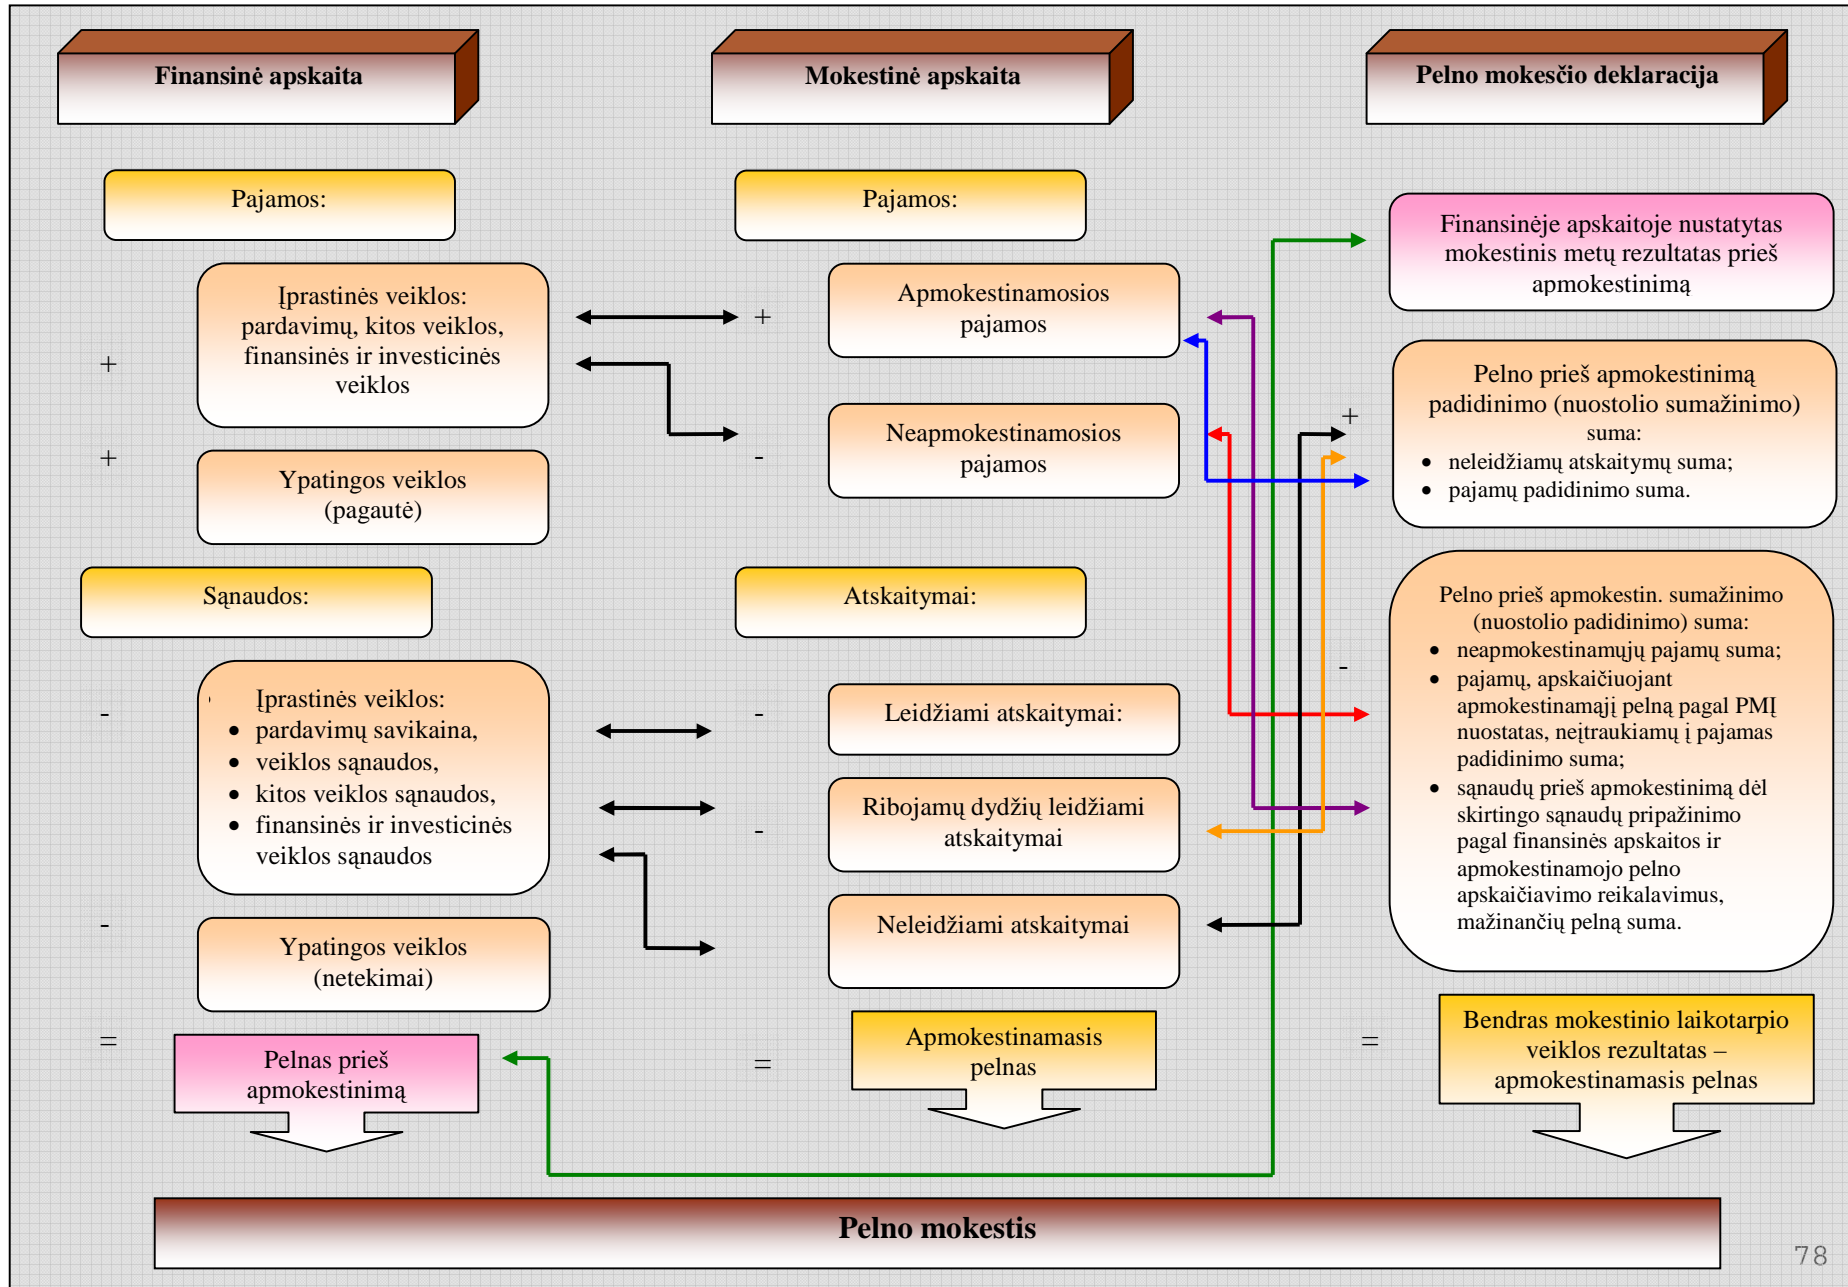 Finansinė apskaita
Mokestinė apskaita
Pelno mokesčio deklaracija
Pajamos:
Įprastinės veiklos:
pardavimų, kitos veiklos,
finansinės ir investicinės
veiklos
+
+
Ypatingos veiklos
(pagautė)
Sąnaudos:
-
Įprastinės veiklos:
• pardavimų savikaina,
• veiklos sąnaudos,
• kitos veiklos sąnaudos,
• finansinės ir investicinės
veiklos sąnaudos
-
Ypatingos veiklos
(netekimai)
=
Pelnas prieš
apmokestinimą
Pajamos:
+
Apmokestinamosios
pajamos
-
Neapmokestinamosios
pajamos
Atskaitymai:
-
Leidžiami atskaitymai:
-
Ribojamų dydžių leidžiami
atskaitymai
Neleidžiami atskaitymai
=
Apmokestinamasis
pelnas
Finansinėje apskaitoje nustatytas
mokestinis metų rezultatas prieš
apmokestinimą
+
Pelno prieš apmokestinimą
padidinimo (nuostolio sumažinimo)
suma:
• neleidžiamų atskaitymų suma;
• pajamų padidinimo suma.
-
Pelno prieš apmokestin. sumažinimo
(nuostolio padidinimo) suma:
• neapmokestinamųjų pajamų suma;
• pajamų, apskaičiuojant
apmokestinamąjį pelną pagal PMĮ
nuostatas, neįtraukiamų į pajamas
padidinimo suma;
• sąnaudų prieš apmokestinimą dėl
skirtingo sąnaudų pripažinimo
pagal finansinės apskaitos ir
apmokestinamojo pelno
apskaičiavimo reikalavimus,
mažinančių pelną suma.
=
Bendras mokestinio laikotarpio
veiklos rezultatas –
apmokestinamasis pelnas
Pelno mokestis
78